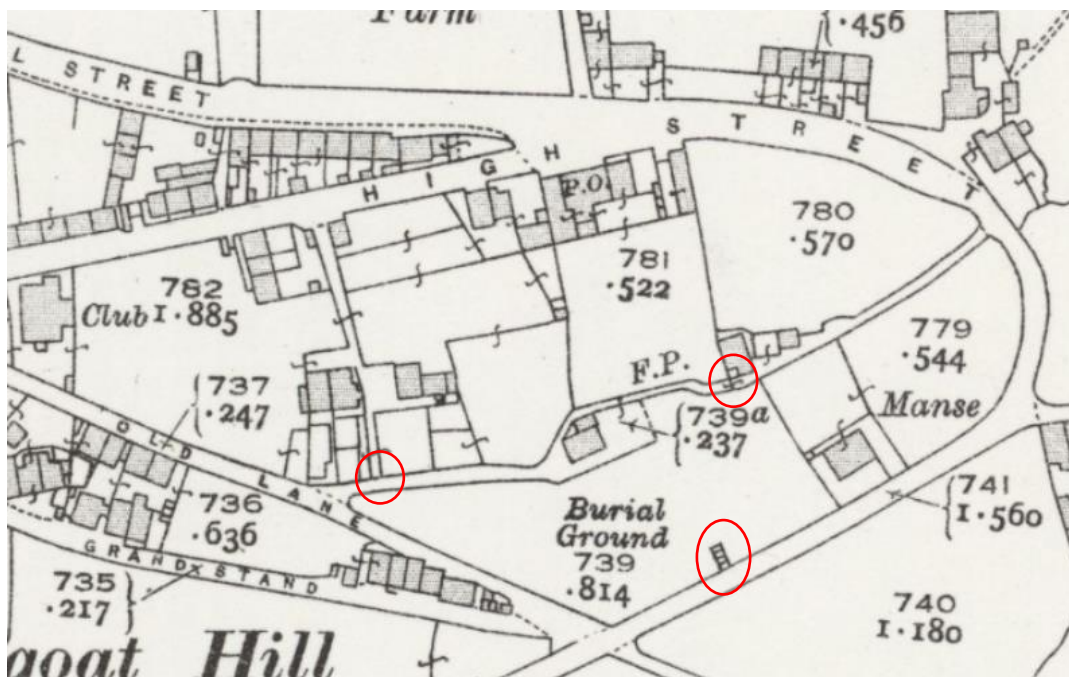 Farm
L STREET
.456
HIGH
STREET
P.O.
780
.570
781
.522
782
Club 1.885
779
.544
F.P.
Manse
737
.247
739a
.237
OLD LANE
736
.636
741
1.560
Burial
Ground
739
.814
GRAND STAND
735
.217
740
1.180
goat Hill